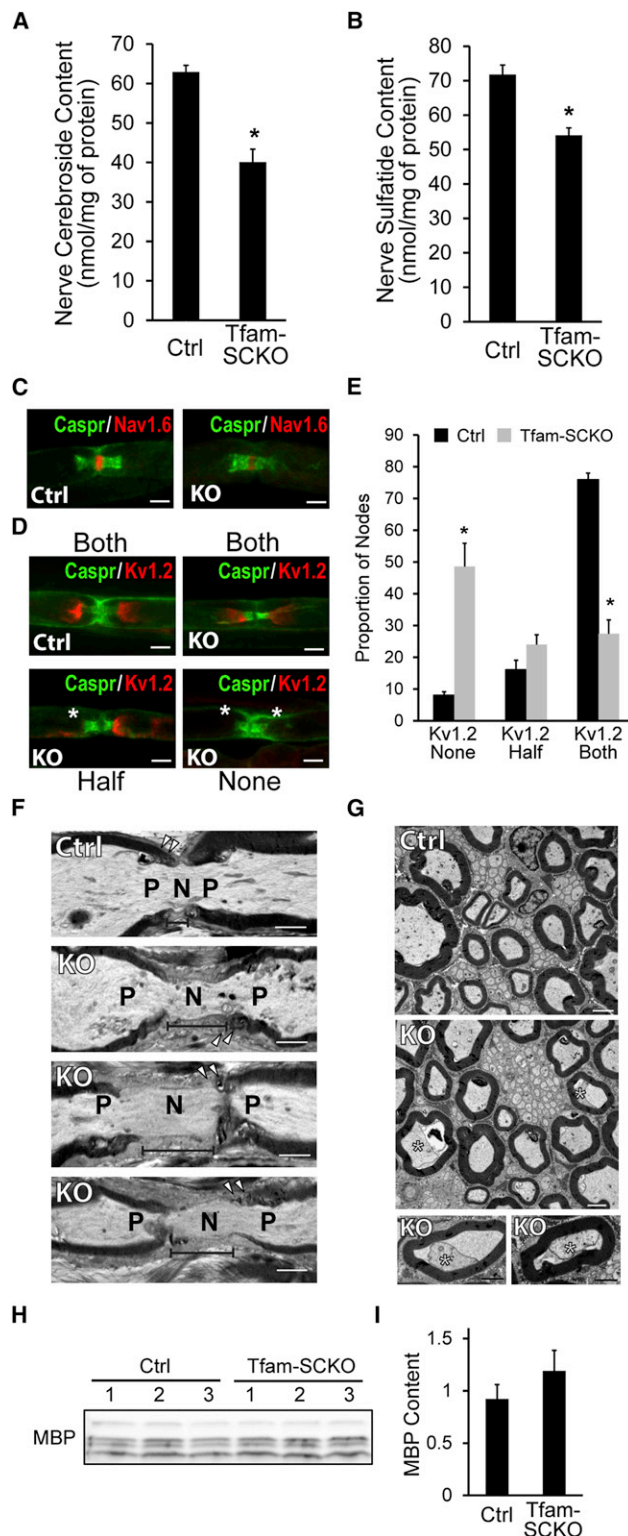 A
Nerve Cerebroside Content
(nmol/mg of protein)
70
60
50
40
30
20
10
0
*
Ctrl
Tfam-
SCKO
B
Nerve Sulfatide Content
(nmol/mg of protein)
80
70
60
50
40
30
20
10
0
*
Ctrl
Tfam-
SCKO
C
Caspr/Nav1.6
Ctrl
Caspr/Nav1.6
KO
D
Both
Caspr/Kv1.2
Ctrl
Both
Caspr/Kv1.2
KO
Caspr/Kv1.2
*
KO
Half
Caspr/Kv1.2
* *
KO
None
E
Ctrl Tfam-SCKO
Proportion of Nodes
90
80
70
60
50
40
30
20
10
0
*
*
Kv1.2
None
Kv1.2
Half
Kv1.2
Both
F
Ctrl
P N P
KO
P N P
KO
P N P
KO
P N P
G
Ctrl
KO
*
*
KO
*
KO
*
H
Ctrl Tfam-SCKO
1 2 3 1 2 3
MBP
I
MBP Content
1.5
1
0.5
0
Ctrl
Tfam-
SCKO